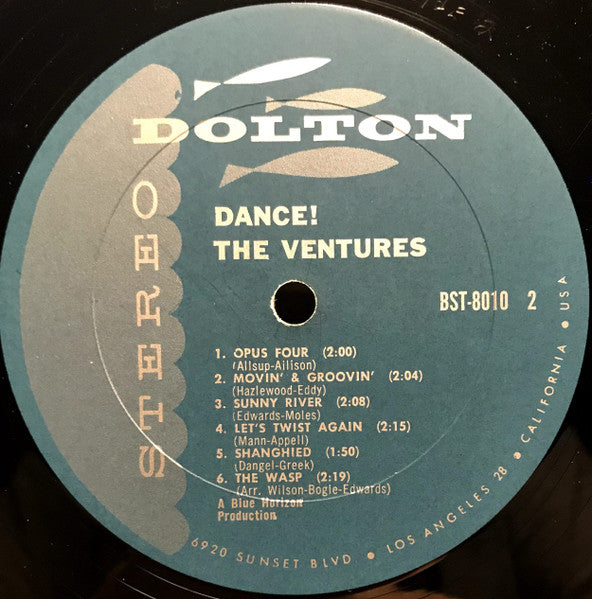 DOLTON
STEREO
DANCE!
THE VENTURES
BST-8010 2
1. OPUS FOUR (2:00)
(Allsup-Allison)
2. MOVIN' & GROOVIN' (2:04)
(Hazlewood-Eddy)
3. SUNNY RIVER (2:08)
(Edwards-Moles)
4. LET'S TWIST AGAIN (2:15)
(Mann-Appell)
5. SHANGHIED (1:50)
(Dangel-Greek)
6. THE WASP (2:19)
(Arr. Wilson-Bogle-Edwards)
A Blue Horizon
Production
6920 SUNSET BLVD • LOS ANGELES 28 • CALIFORNIA • USA